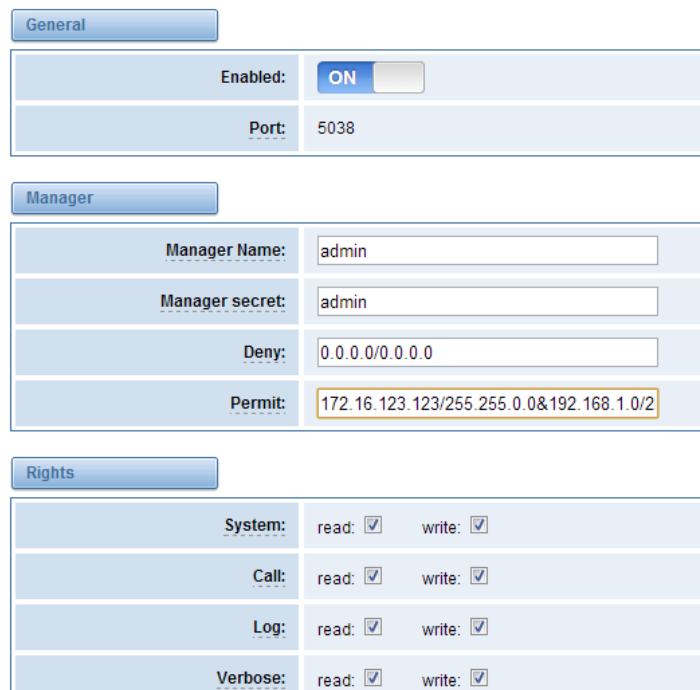 General
Enabled: ON
Port: 5038
Manager
Manager Name: admin
Manager secret: admin
Deny: 0.0.0.0/0.0.0.0
Permit: 172.16.123.123/255.255.0.0&192.168.1.0/2
Rights
System: read: write:
Call: read: write:
Log: read: write:
Verbose: read: write: